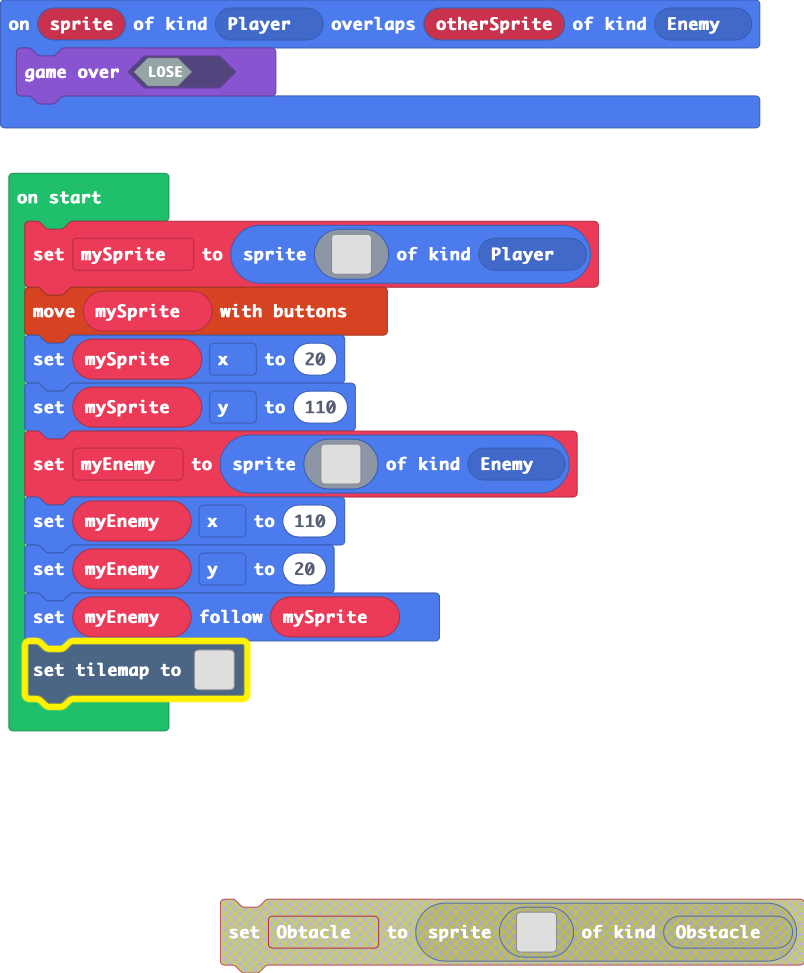 on sprite of kind Player overlaps otherSprite of kind Enemy
game over LOSE
on start
set mySprite to sprite of kind Player
move mySprite with buttons
set mySprite x to 20
set mySprite y to 110
set myEnemy to sprite of kind Enemy
set myEnemy x to 110
set myEnemy y to 20
set myEnemy follow mySprite
set tilemap to
set Obtacle to sprite of kind Obstacle